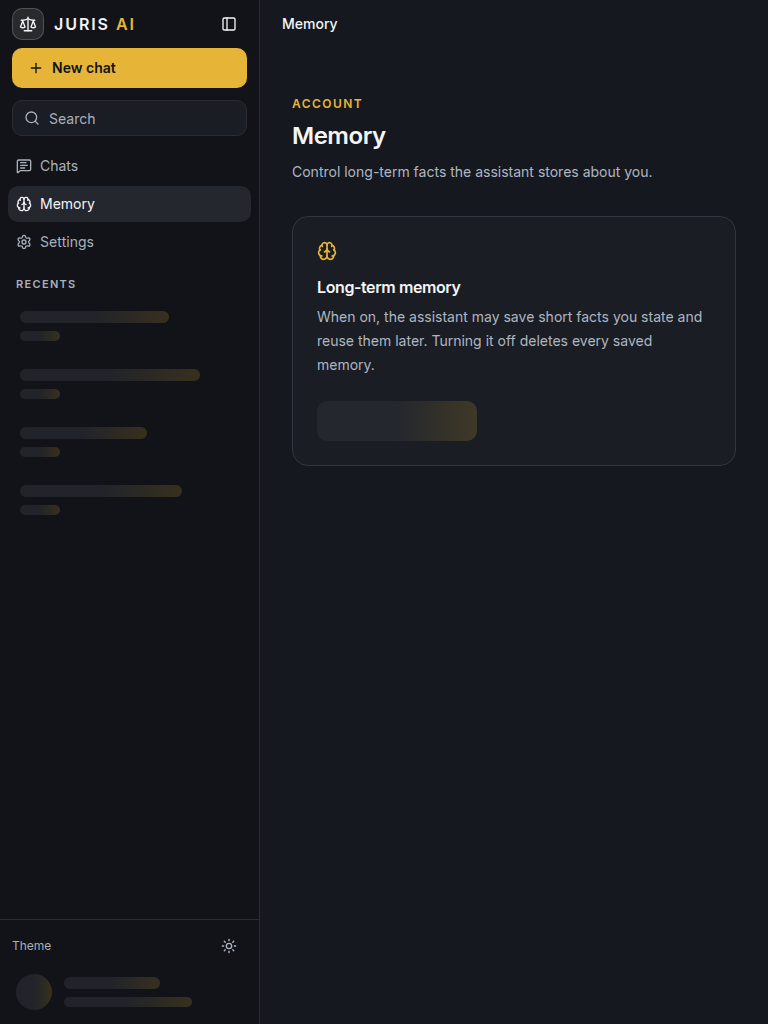 JURIS AI
New chat
Search
Chats
Memory
Settings
RECENTS
Theme
Memory
ACCOUNT
Memory
Control long-term facts the assistant stores about you.
Long-term memory
When on, the assistant may save short facts you state and
reuse them later. Turning it off deletes every saved
memory.